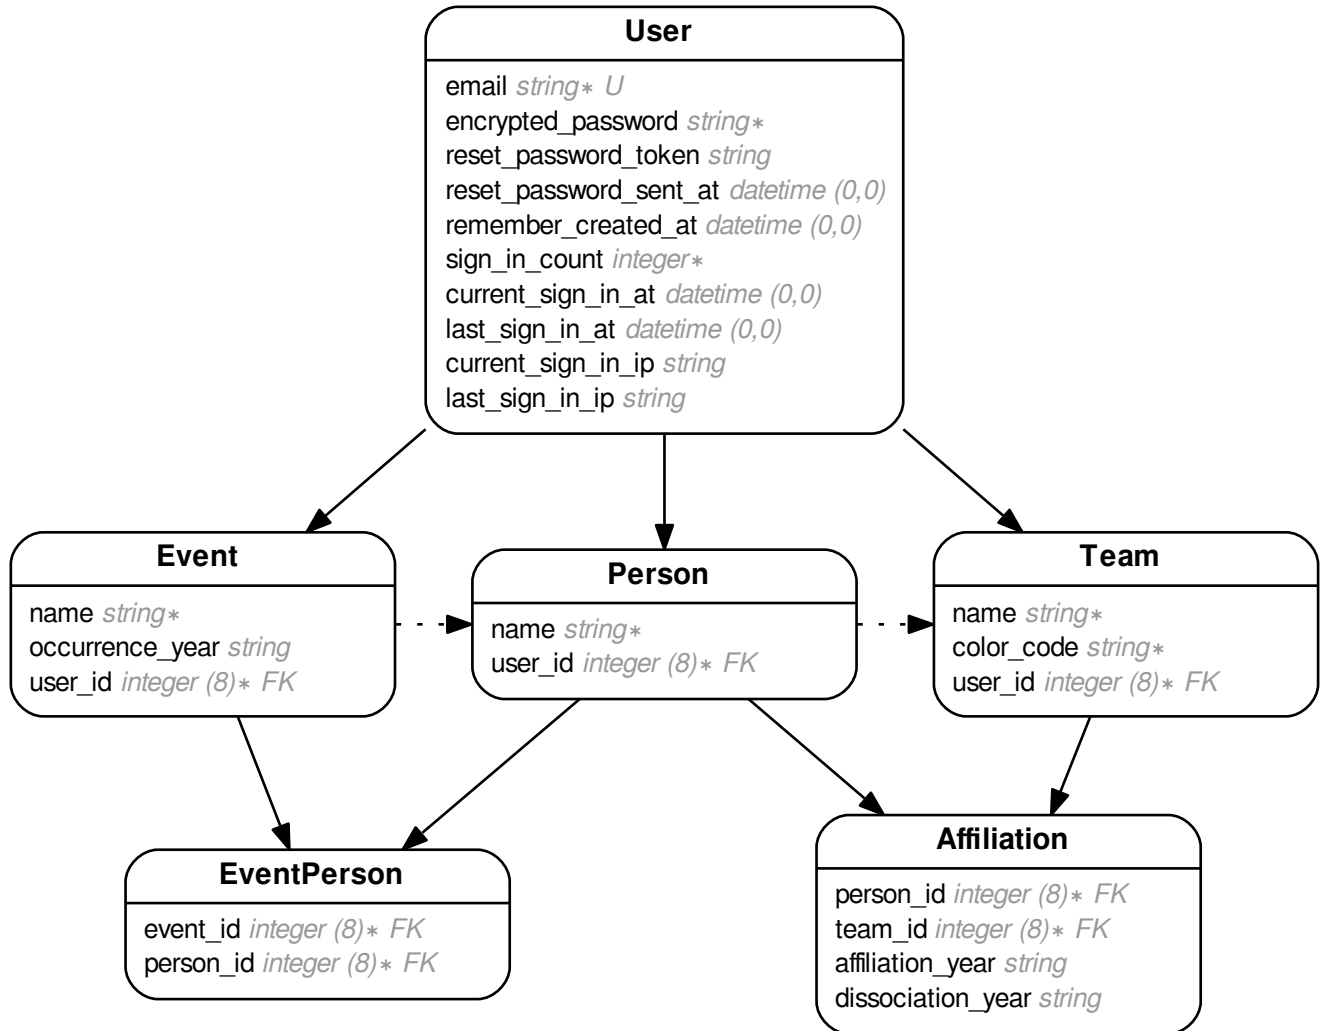 User
email string* U
encrypted_password string*
reset_password_token string
reset_password_sent_at datetime (0,0)
remember_created_at datetime (0,0)
sign_in_count integer*
current_sign_in_at datetime (0,0)
last_sign_in_at datetime (0,0)
current_sign_in_ip string
last_sign_in_ip string
Event
name string*
occurrence_year string
user_id integer (8)* FK
Person
name string*
user_id integer (8)* FK
Team
name string*
color_code string*
user_id integer (8)* FK
EventPerson
event_id integer (8)* FK
person_id integer (8)* FK
Affiliation
person_id integer (8)* FK
team_id integer (8)* FK
affiliation_year string
dissociation_year string